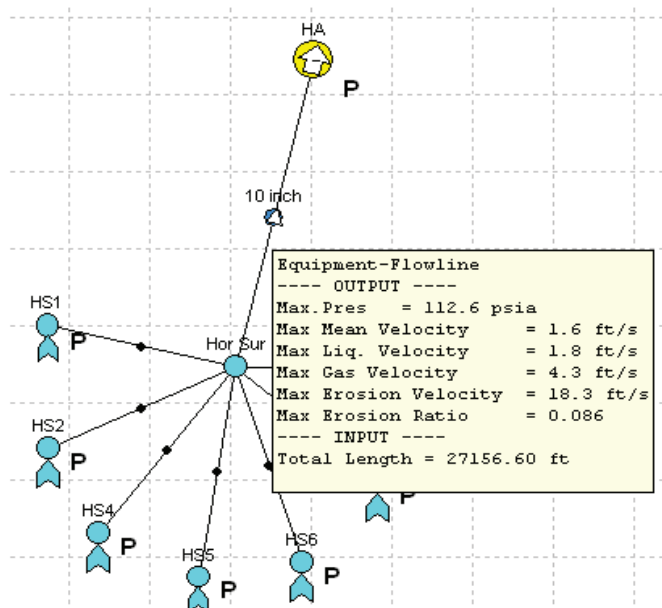 HA
P
10 inch
Equipment-Flowline
---- OUTPUT ----
Max.Pres   = 112.6 psia
Max Mean Velocity      = 1.6 ft/s
Max Liq. Velocity      = 1.8 ft/s
Max Gas Velocity       = 4.3 ft/s
Max Erosion Velocity  = 18.3 ft/s
Max Erosion Ratio      = 0.086
---- INPUT ----
Total Length = 27156.60 ft
HS1
P
Hor Sur
HS2
P
HS4
P
HS5
P
HS6
P
P